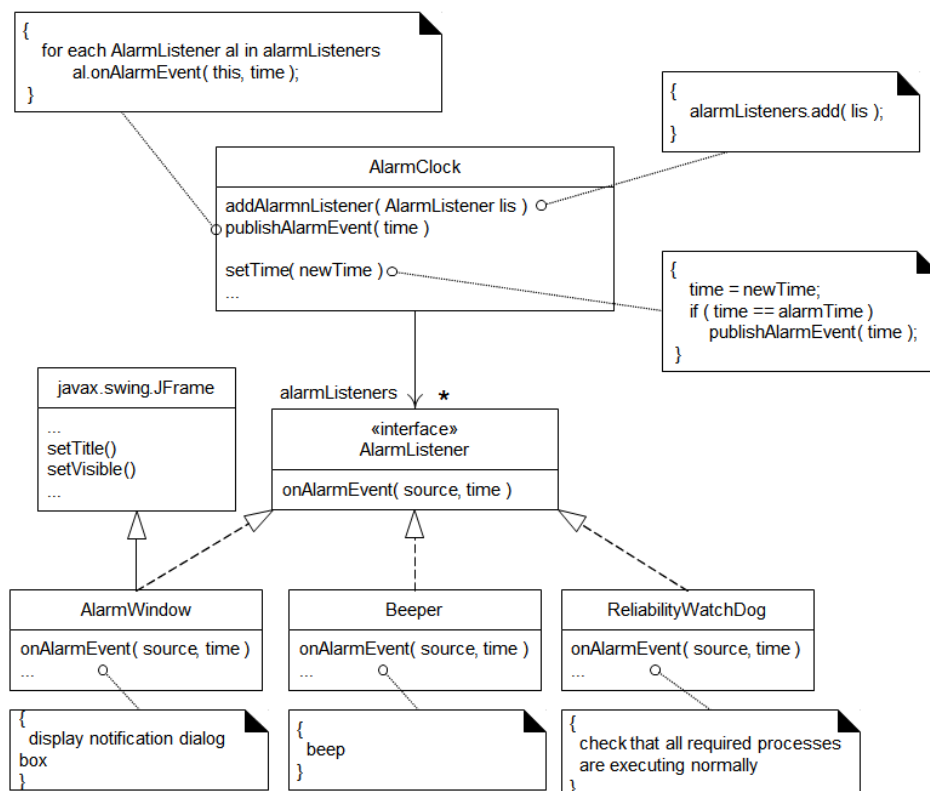 {
for each AlarmListener al in alarmListeners
al.onAlarmEvent( this, time );
}
{
alarmListeners.add( lis );
}
AlarmClock
addAlarmnListener( AlarmListener lis )
publishAlarmEvent( time )
setTime( newTime )
...
{
time = newTime;
if ( time == alarmTime )
publishAlarmEvent( time );
}
javax.swing.JFrame
...
setTitle()
setVisible()
...
alarmListeners *
«interface»
AlarmListener
onAlarmEvent( source, time )
AlarmWindow
onAlarmEvent( source, time )
...
Beeper
onAlarmEvent( source, time )
...
ReliabilityWatchDog
onAlarmEvent( source, time )
...
{
display notification dialog
box
}
{
beep
}
{
check that all required processes
are executing normally
}